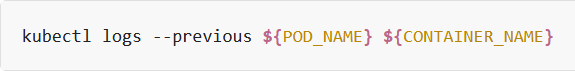 kubectl logs --previous ${POD_NAME} ${CONTAINER_NAME}